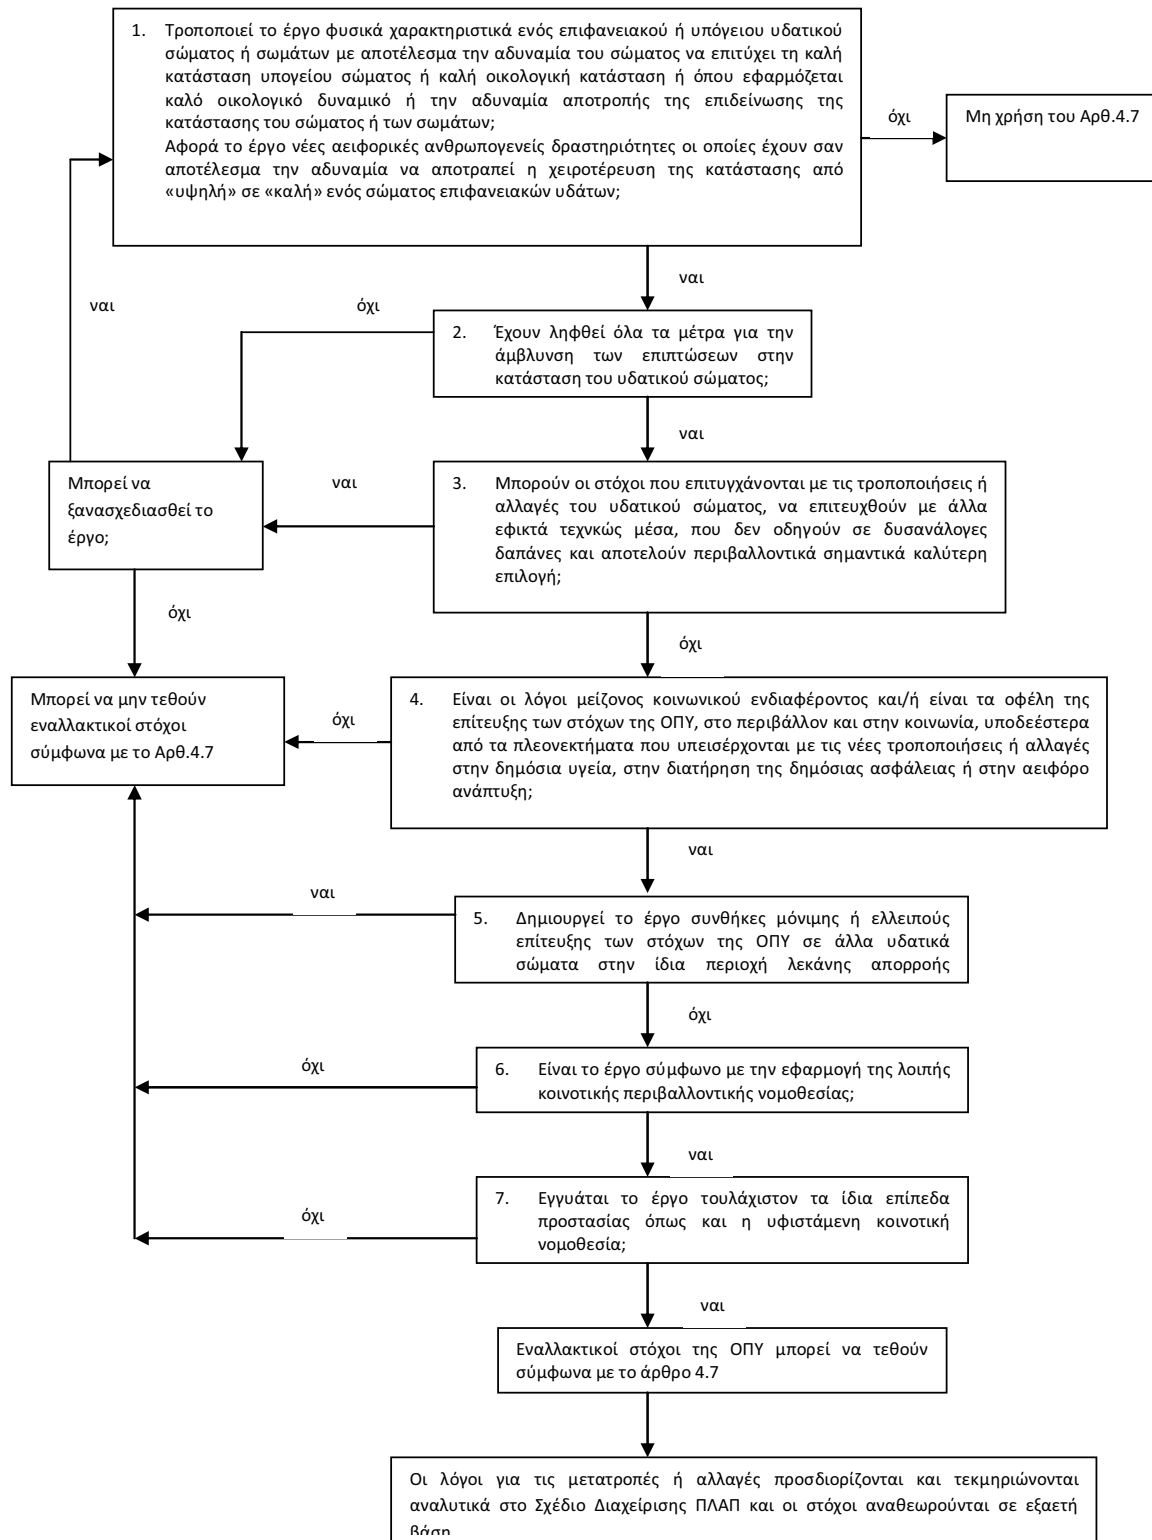 1. Τροποποιεί το έργο φυσικά χαρακτηριστικά ενός επιφανειακού ή υπόγειου υδατικού
σώματος ή σωμάτων με αποτέλεσμα την αδυναμία του σώματος να επιτύχει τη καλή
κατάσταση υπογείου σώματος ή καλή οικολογική κατάσταση ή όπου εφαρμόζεται
καλό οικολογικό δυναμικό ή την αδυναμία αποτροπής της επιδείνωσης της
κατάστασης του σώματος ή των σωμάτων;
Αφορά το έργο νέες αειφορικές ανθρωπογενείς δραστηριότητες οι οποίες έχουν σαν
αποτέλεσμα την αδυναμία να αποτραπεί η χειροτέρευση της κατάστασης από
«υψηλή» σε «καλή» ενός σώματος επιφανειακών υδάτων;
όχι
Μη χρήση του Αρθ.4.7
ναι
ναι
όχι
2. Έχουν ληφθεί όλα τα μέτρα για την
άμβλυνση των επιπτώσεων στην
κατάσταση του υδατικού σώματος;
ναι
Μπορεί να
ξανασχεδιασθεί το
έργο;
ναι
3. Μπορούν οι στόχοι που επιτυγχάνονται με τις τροποποιήσεις ή
αλλαγές του υδατικού σώματος, να επιτευχθούν με άλλα
εφικτά τεχνκώς μέσα, που δεν οδηγούν σε δυσανάλογες
δαπάνες και αποτελούν περιβαλλοντικά σημαντικά καλύτερη
επιλογή;
όχι
όχι
Μπορεί να μην τεθούν
εναλλακτικοί στόχοι
σύμφωνα με το Αρθ.4.7
όχι
4. Είναι οι λόγοι μείζονος κοινωνικού ενδιαφέροντος και/ή είναι τα οφέλη της
επίτευξης των στόχων της ΟΠΥ, στο περιβάλλον και στην κοινωνία, υποδεέστερα
από τα πλεονεκτήματα που υπεισέρχονται με τις νέες τροποποιήσεις ή αλλαγές
στην δημόσια υγεία, στην διατήρηση της δημόσιας ασφάλειας ή στην αειφόρο
ανάπτυξη;
ναι
ναι
5. Δημιουργεί το έργο συνθήκες μόνιμης ή ελλειπούς
επίτευξης των στόχων της ΟΠΥ σε άλλα υδατικά
σώματα στην ίδια περιοχή λεκάνης απορροής
όχι
όχι
6. Είναι το έργο σύμφωνο με την εφαρμογή της λοιπής
κοινοτικής περιβαλλοντικής νομοθεσίας;
ναι
όχι
7. Εγγυάται το έργο τουλάχιστον τα ίδια επίπεδα
προστασίας όπως και η υφιστάμενη κοινοτική
νομοθεσία;
ναι
Εναλλακτικοί στόχοι της ΟΠΥ μπορεί να τεθούν
σύμφωνα με το άρθρο 4.7
Οι λόγοι για τις μετατροπές ή αλλαγές προσδιορίζονται και τεκμηριώνονται
αναλυτικά στο Σχέδιο Διαχείρισης ΠΛΑΠ και οι στόχοι αναθεωρούνται σε εξαετή
βάση